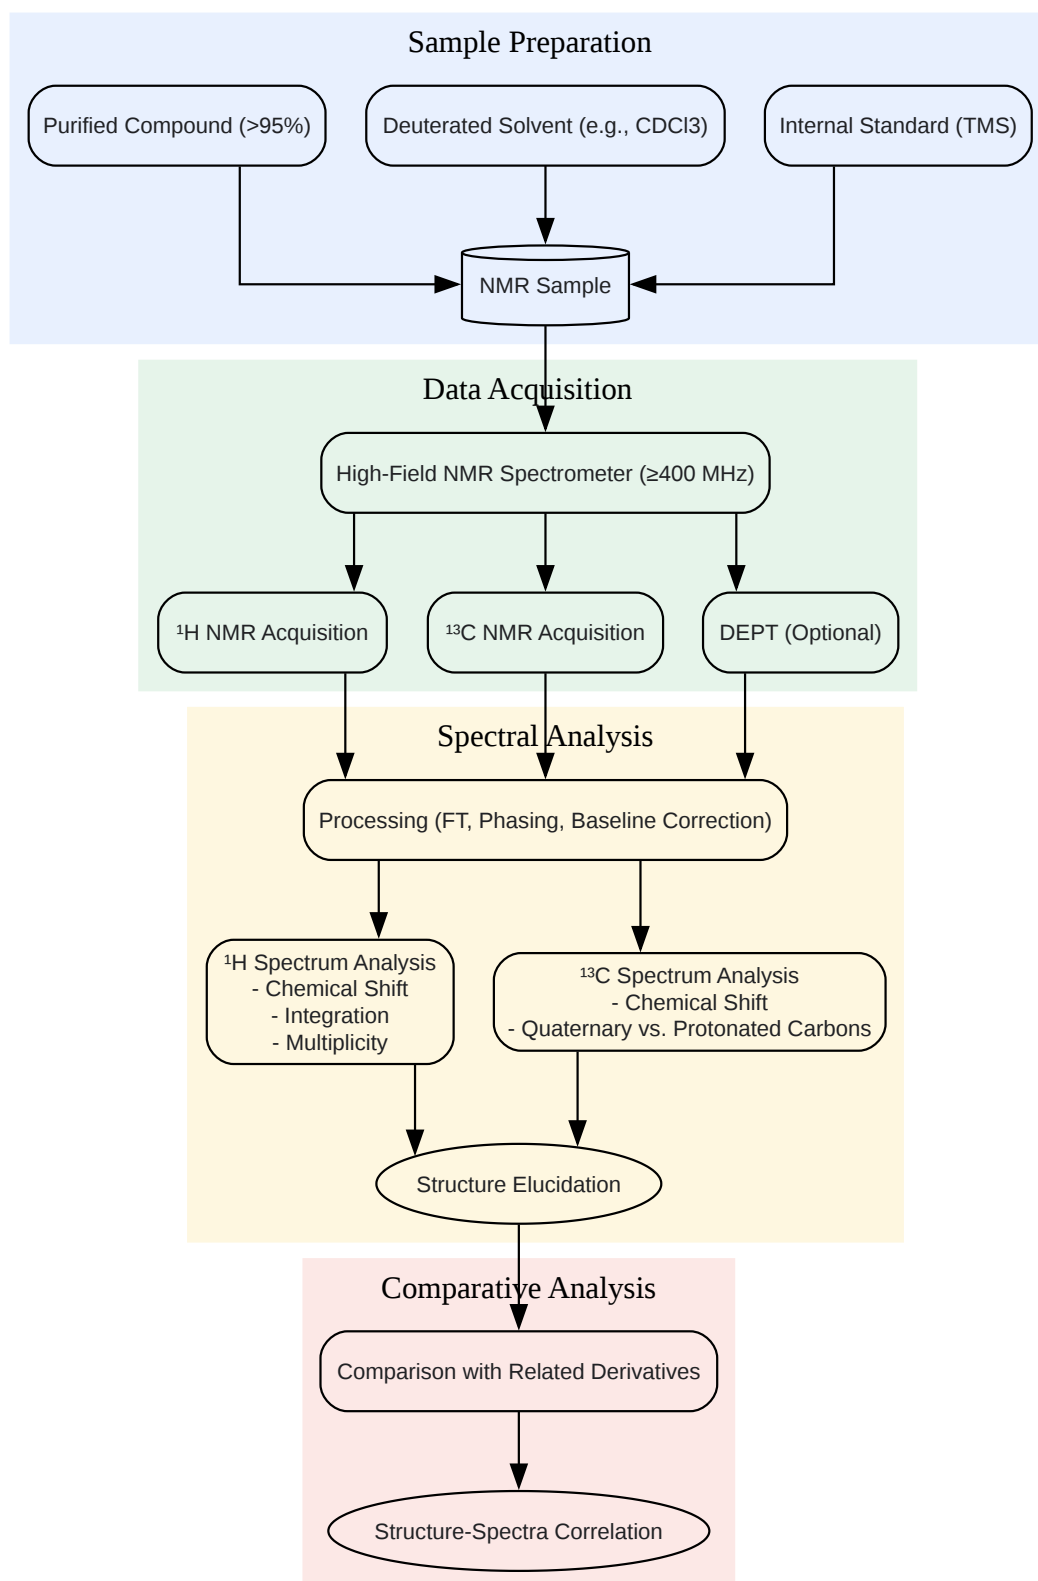 Sample Preparation
Purified Compound (>95%)
Deuterated Solvent (e.g., CDCl3)
Internal Standard (TMS)
NMR Sample
Data Acquisition
High-Field NMR Spectrometer (≥400 MHz)
¹H NMR Acquisition
¹³C NMR Acquisition
DEPT (Optional)
Spectral Analysis
Processing (FT, Phasing, Baseline Correction)
¹H Spectrum Analysis
- Chemical Shift
- Integration
- Multiplicity
¹³C Spectrum Analysis
- Chemical Shift
- Quaternary vs. Protonated Carbons
Structure Elucidation
Comparative Analysis
Comparison with Related Derivatives
Structure-Spectra Correlation